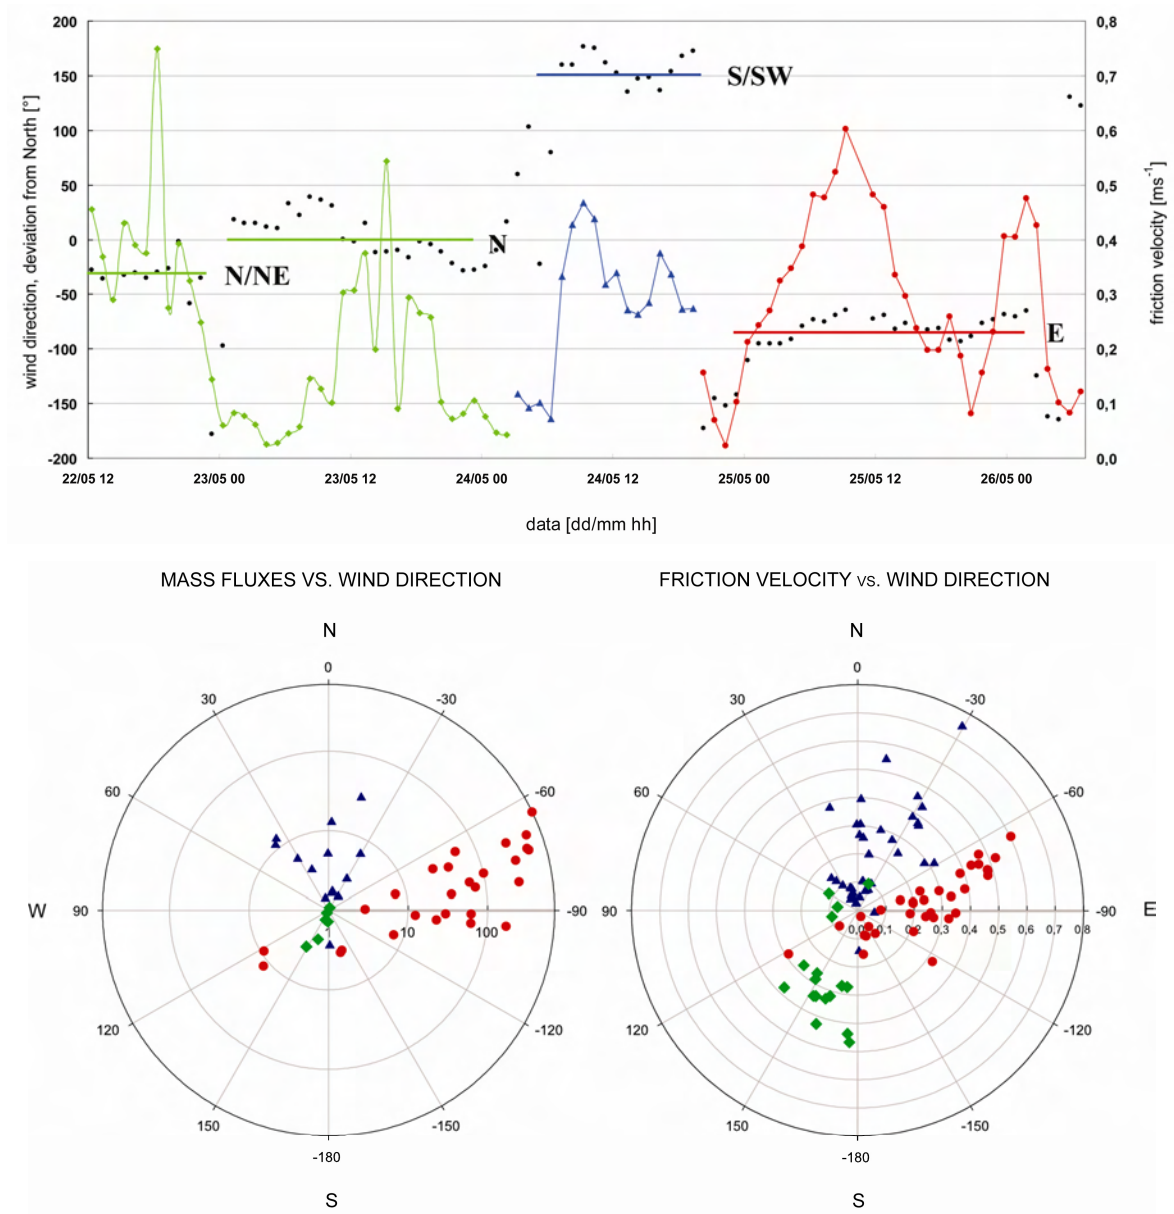 200
150
100
50
0
-50
-100
-150
-200
wind direction, deviation from North [°]
0,8
0,7
0,6
0,5
0,4
0,3
0,2
0,1
0,0
friction velocity [ms-1]
S/SW
N
N/NE
E
22/05 12 23/05 00 23/05 12 24/05 00 24/05 12 25/05 00 25/05 12 26/05 00
data [dd/mm hh]
MASS FLUXES VS. WIND DIRECTION
N
0
30 -30
60 -60
W 90 -90
1 10 100
120 -120
150 -150
-180
S
FRICTION VELOCITY vs. WIND DIRECTION
N
0
30 -30
60 -60
90 -90 E
0,0 0,1 0,2 0,3 0,4 0,5 0,6 0,7 0,8
120 -120
150 -150
-180
S